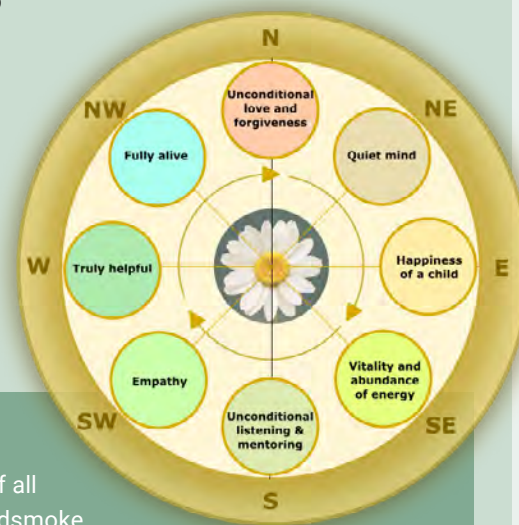 N
NW
NE
Unconditional
love and
forgiveness
Fully alive
Quiet mind
W
Truly helpful
Happiness
of a child
E
Empathy
Vitality and
abundance
of energy
SW
Unconditional
listening &
mentoring
SE
S
f all
dsmoke